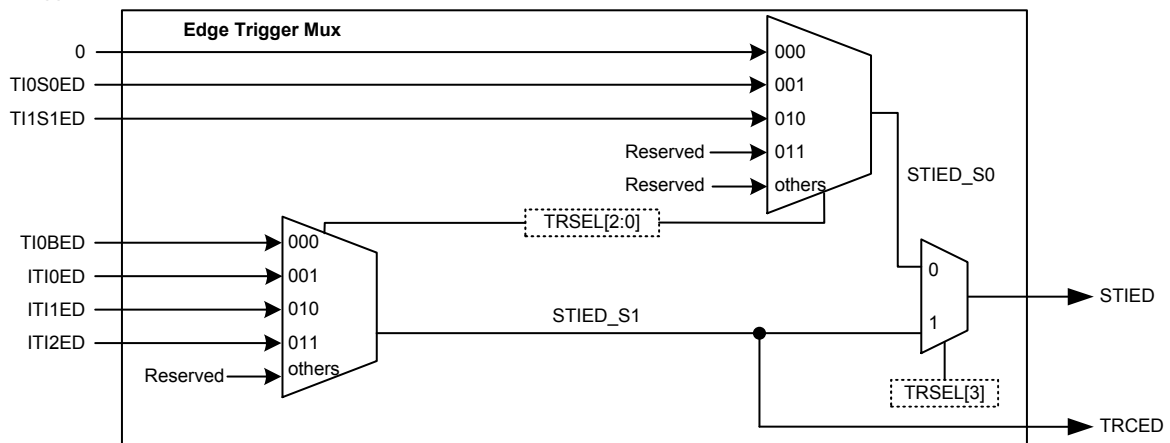 Edge Trigger Mux
0
000
TI0S0ED
001
TI1S1ED
010
Reserved
011
Reserved
others
STIED_S0
TRSEL[2:0]
TI0BED
000
ITI0ED
001
ITI1ED
010
ITI2ED
011
Reserved
others
STIED_S1
0
1
STIED
TRSEL[3]
TRCED